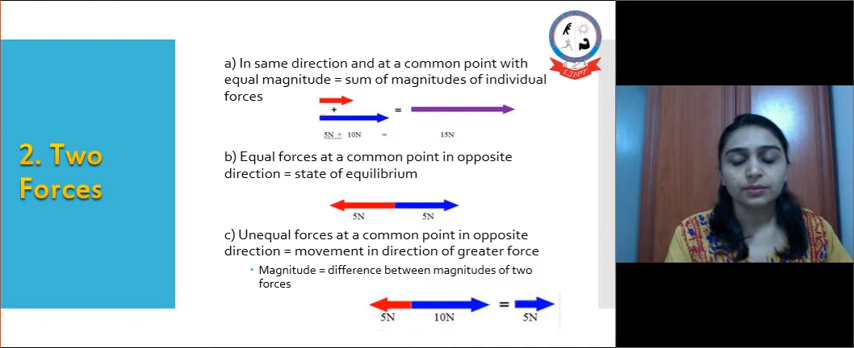 2. Two
Forces
a) In same direction and at a common point with
equal magnitude = sum of magnitudes of individual
forces
+
=
5N + 10N = 15N
b) Equal forces at a common point in opposite
direction = state of equilibrium
5N 5N
c) Unequal forces at a common point in opposite
direction = movement in direction of greater force
• Magnitude = difference between magnitudes of two
forces
=
5N 10N 5N